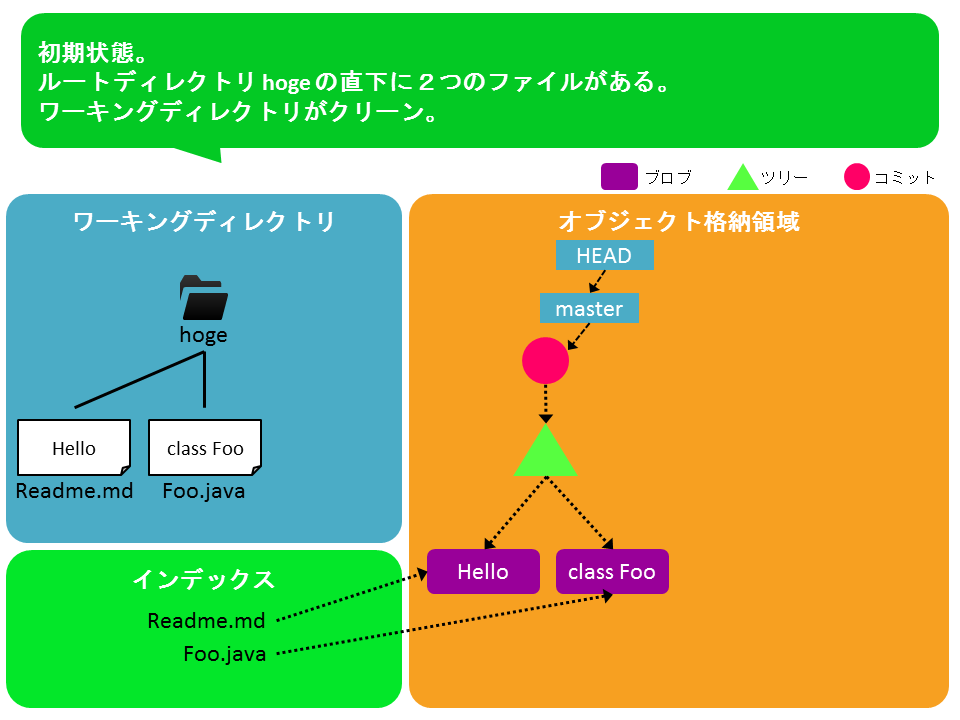 初期状態。
ルートディレクトリ hoge の直下に２つのファイルがある。
ワーキングディレクトリがクリーン。
ブロブ
ツリー
コミット
ワーキングディレクトリ
hoge
Hello
class Foo
Readme.md
Foo.java
オブジェクト格納領域
HEAD
master
Hello
class Foo
インデックス
Readme.md
Foo.java